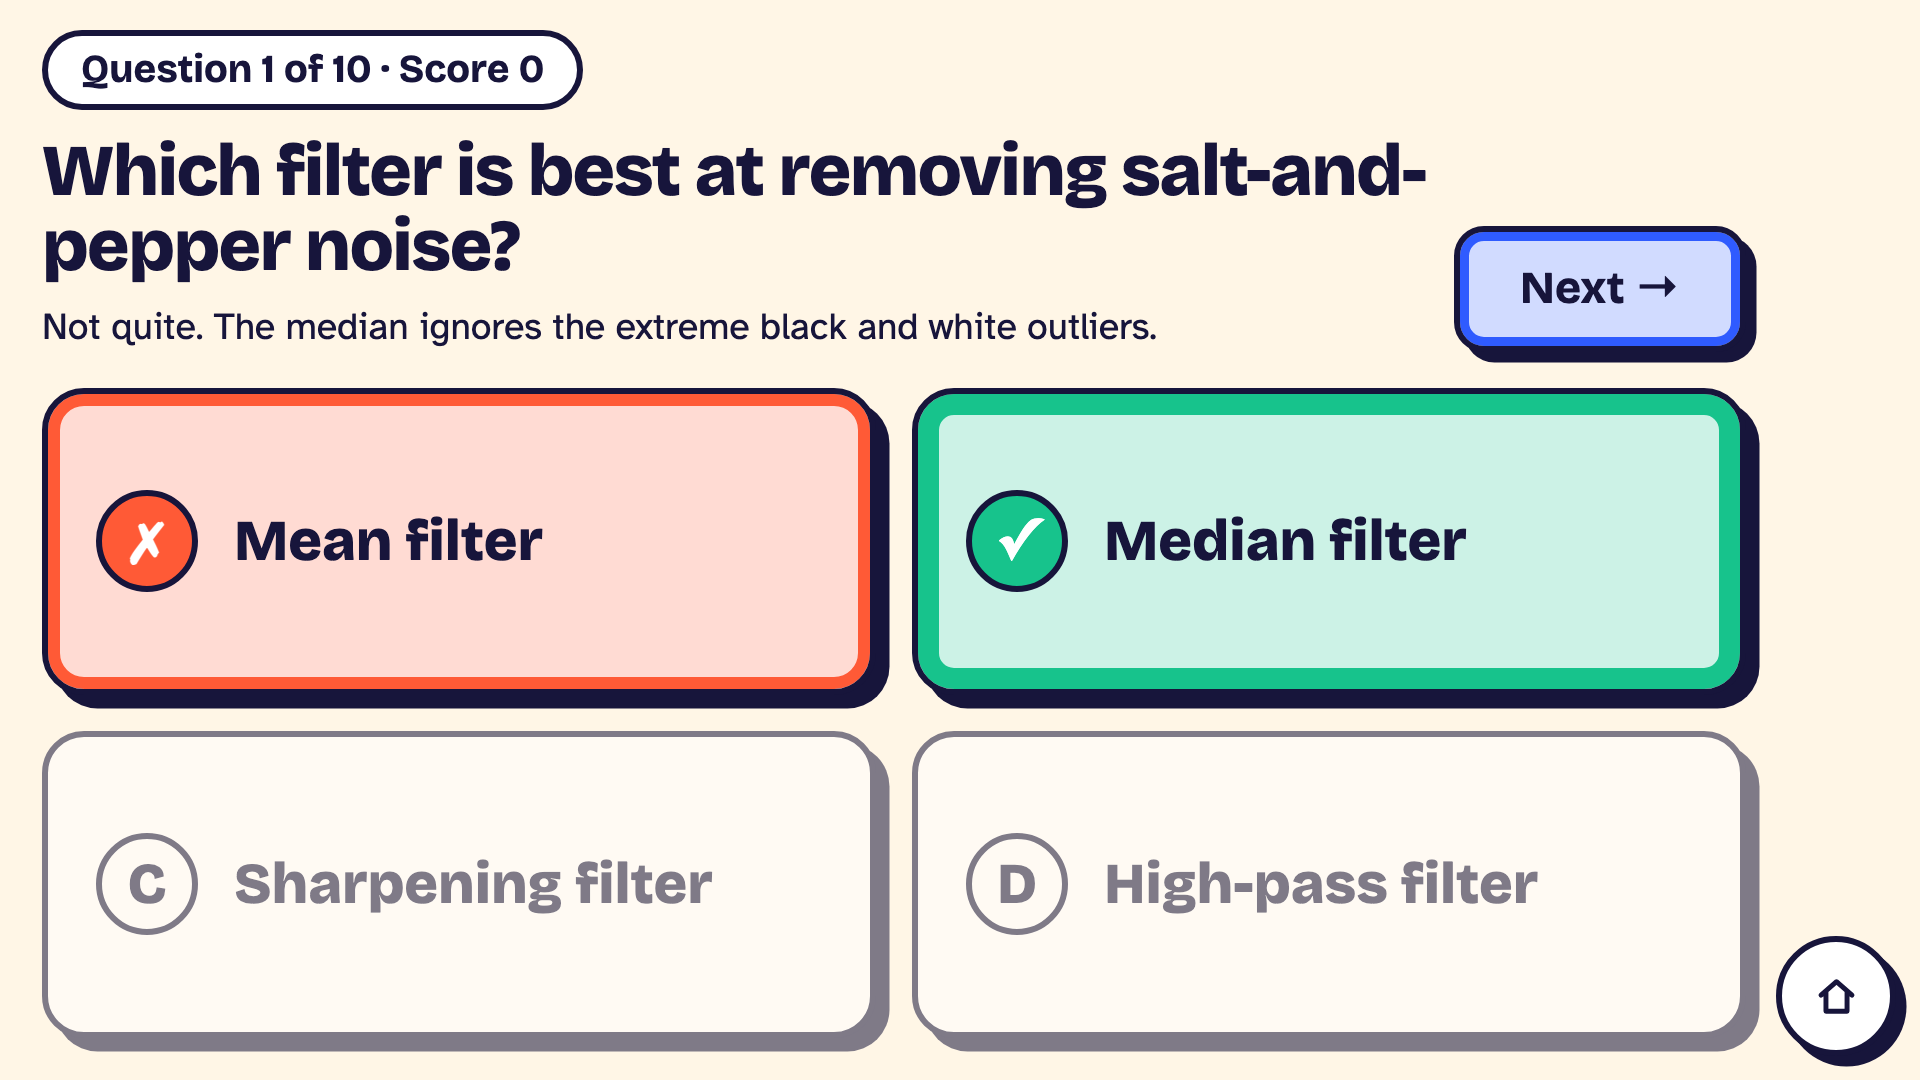 Question 1 of 10 · Score 0
Which filter is best at removing salt-and-
pepper noise?
Not quite. The median ignores the extreme black and white outliers.
Next →
✗ Mean filter
✓ Median filter
C Sharpening filter
D High-pass filter